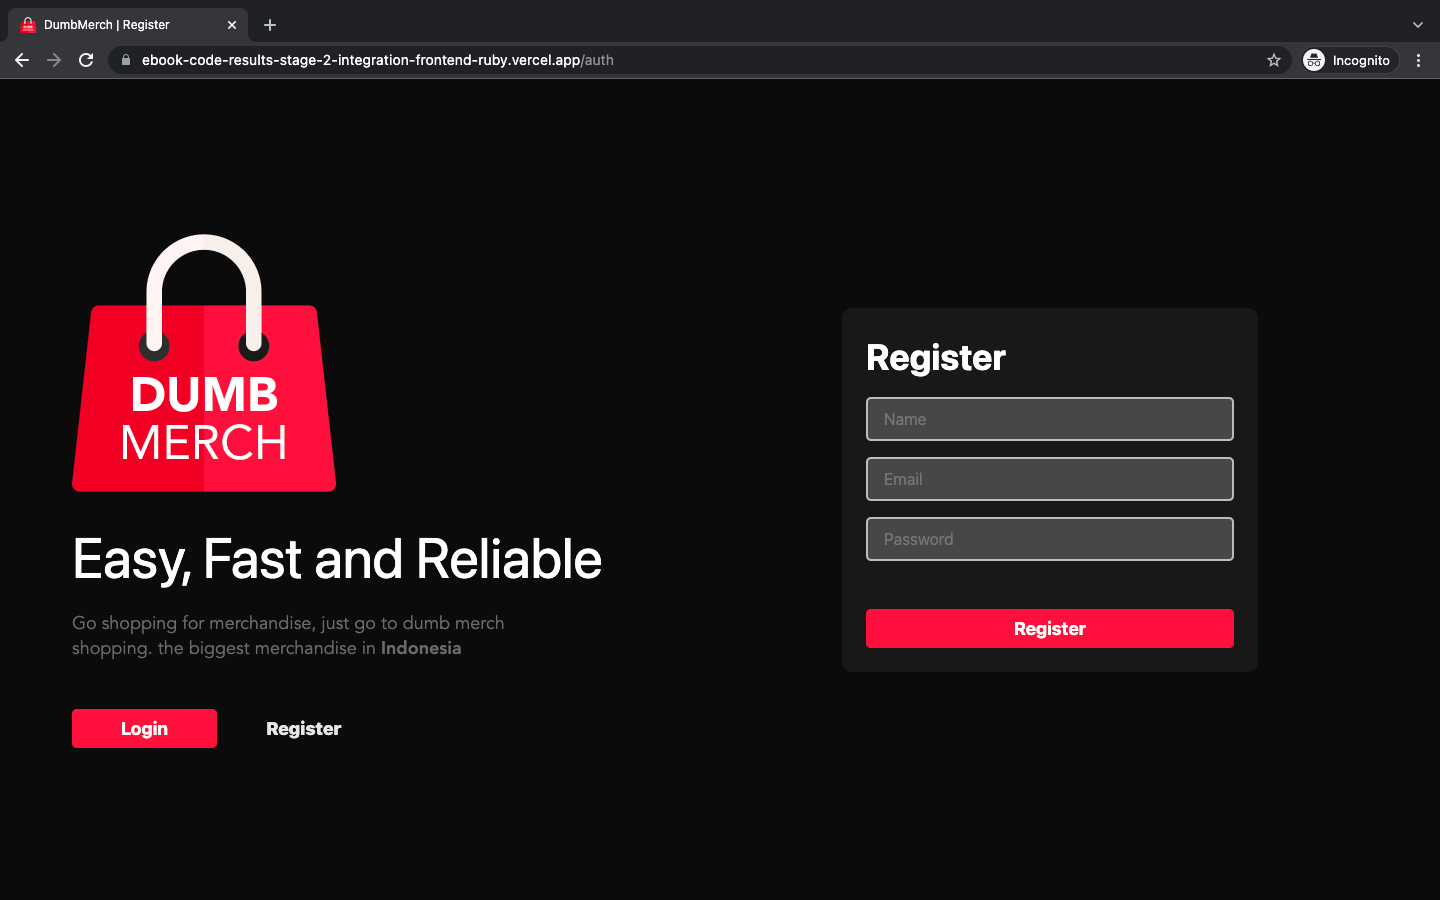 DumbMerch | Register
ebook-code-results-stage-2-integration-frontend-ruby.vercel.app/auth
Incognito
DUMB
MERCH
Easy, Fast and Reliable
Go shopping for merchandise, just go to dumb merch
shopping. the biggest merchandise in Indonesia
Login
Register
Register
Name
Email
Password
Register